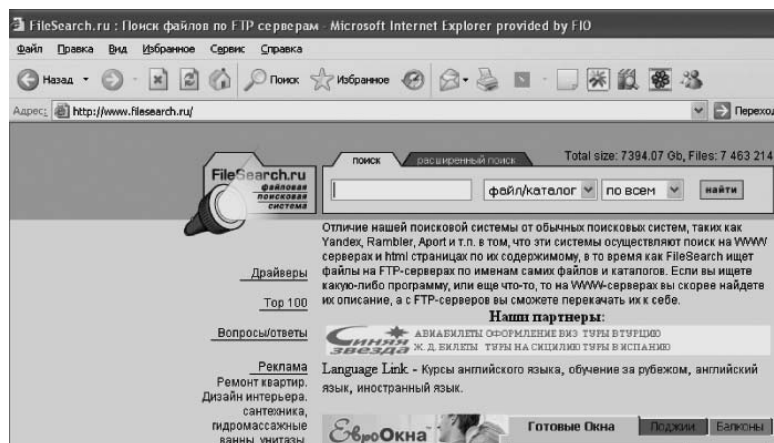 FileSearch.ru : Поиск файлов по FTP серверам - Microsoft Internet Explorer provided by FIO
Файл Правка Вид Избранное Сервис Справка
Назад Поиск Избранное
Адрес: http://www.filesearch.ru/ Перехо
поиск расширенный поиск Total size: 7394.07 Gb, Files: 7 463 214
FileSearch.ru
файловая
поисковая
система
файл/каталог по всем найти
Отличие нашей поисковой системы от обычных поисковых систем, таких как
Yandex, Rambler, Aport и т.п. в том, что эти системы осуществляют поиск на WWW
серверах и html страницах по их содержимому, в то время как FileSearch ищет
файлы на FTP-серверах по именам самих файлов и каталогов. Если вы ищете
какую-либо программу, или еще что-то, то на WWW-серверах вы скорее найдете
их описание, а с FTP-серверов вы сможете перекачать их к себе.
Драйверы
Top 100
Вопросы/ответы
Реклама
Ремонт квартир.
Дизайн интерьера.
сантехника,
гидромассажные
ванны, унитазы.
Наши партнеры:
Синяя звезда
АВИАБИЛЕТЫ ОФОРМЛЕНИЕ ВИЗ ТУРЫ В ТУРЦИЮ
Ж.Д. БИЛЕТЫ ТУРЫ НА СИЦИЛИЮ ТУРЫ В ИСПАНИЮ
Language Link - Курсы английского языка, обучение за рубежом, английский
язык, иностранный язык.
ЕвроОкна Готовые Окна Лоджии Балконы